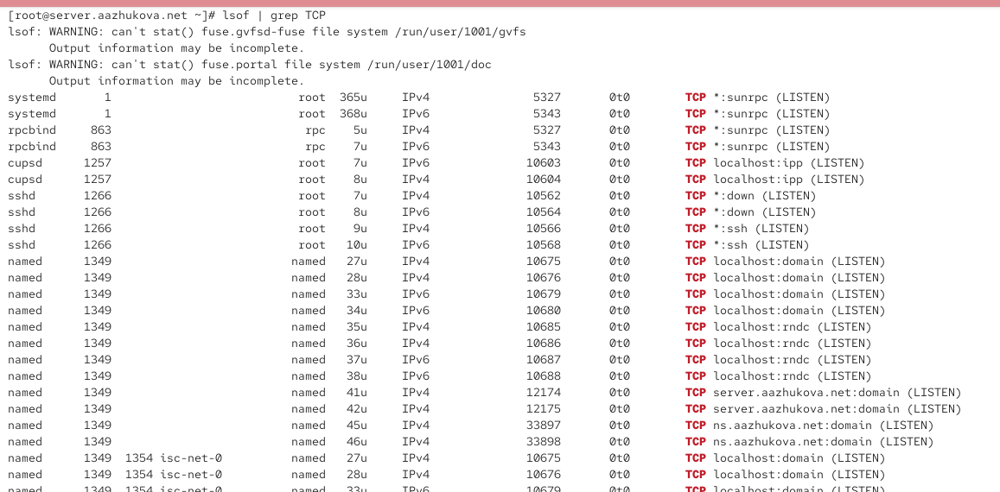 [root@server.aazhukova.net ~]# lsof | grep TCP
lsof: WARNING: can't stat() fuse.gvfsd-fuse file system /run/user/1001/gvfs
      Output information may be incomplete.
lsof: WARNING: can't stat() fuse.portal file system /run/user/1001/doc
      Output information may be incomplete.
systemd       1                           root  365u     IPv4               5327       0t0        TCP *:sunrpc (LISTEN)
systemd       1                           root  368u     IPv6               5343       0t0        TCP *:sunrpc (LISTEN)
rpcbind     863                            rpc    5u     IPv4               5327       0t0        TCP *:sunrpc (LISTEN)
rpcbind     863                            rpc    7u     IPv6               5343       0t0        TCP *:sunrpc (LISTEN)
cupsd      1257                           root    7u     IPv6              10603       0t0        TCP localhost:ipp (LISTEN)
cupsd      1257                           root    8u     IPv4              10604       0t0        TCP localhost:ipp (LISTEN)
sshd       1266                           root    7u     IPv4              10562       0t0        TCP *:down (LISTEN)
sshd       1266                           root    8u     IPv6              10564       0t0        TCP *:down (LISTEN)
sshd       1266                           root    9u     IPv4              10566       0t0        TCP *:ssh (LISTEN)
sshd       1266                           root   10u     IPv6              10568       0t0        TCP *:ssh (LISTEN)
named      1349                          named   27u     IPv4              10675       0t0        TCP localhost:domain (LISTEN)
named      1349                          named   28u     IPv4              10676       0t0        TCP localhost:domain (LISTEN)
named      1349                          named   33u     IPv6              10679       0t0        TCP localhost:domain (LISTEN)
named      1349                          named   34u     IPv6              10680       0t0        TCP localhost:domain (LISTEN)
named      1349                          named   35u     IPv4              10685       0t0        TCP localhost:rndc (LISTEN)
named      1349                          named   36u     IPv4              10686       0t0        TCP localhost:rndc (LISTEN)
named      1349                          named   37u     IPv6              10687       0t0        TCP localhost:rndc (LISTEN)
named      1349                          named   38u     IPv6              10688       0t0        TCP localhost:rndc (LISTEN)
named      1349                          named   41u     IPv4              12174       0t0        TCP server.aazhukova.net:domain (LISTEN)
named      1349                          named   42u     IPv4              12175       0t0        TCP server.aazhukova.net:domain (LISTEN)
named      1349                          named   45u     IPv4              33897       0t0        TCP ns.aazhukova.net:domain (LISTEN)
named      1349                          named   46u     IPv4              33898       0t0        TCP ns.aazhukova.net:domain (LISTEN)
named      1349  1354 isc-net-0          named   27u     IPv4              10675       0t0        TCP localhost:domain (LISTEN)
named      1349  1354 isc-net-0          named   28u     IPv4              10676       0t0        TCP localhost:domain (LISTEN)
named      1349  1354 isc-net-0          named   33u     IPv6              10679       0t0        TCP localhost:domain (LISTEN)